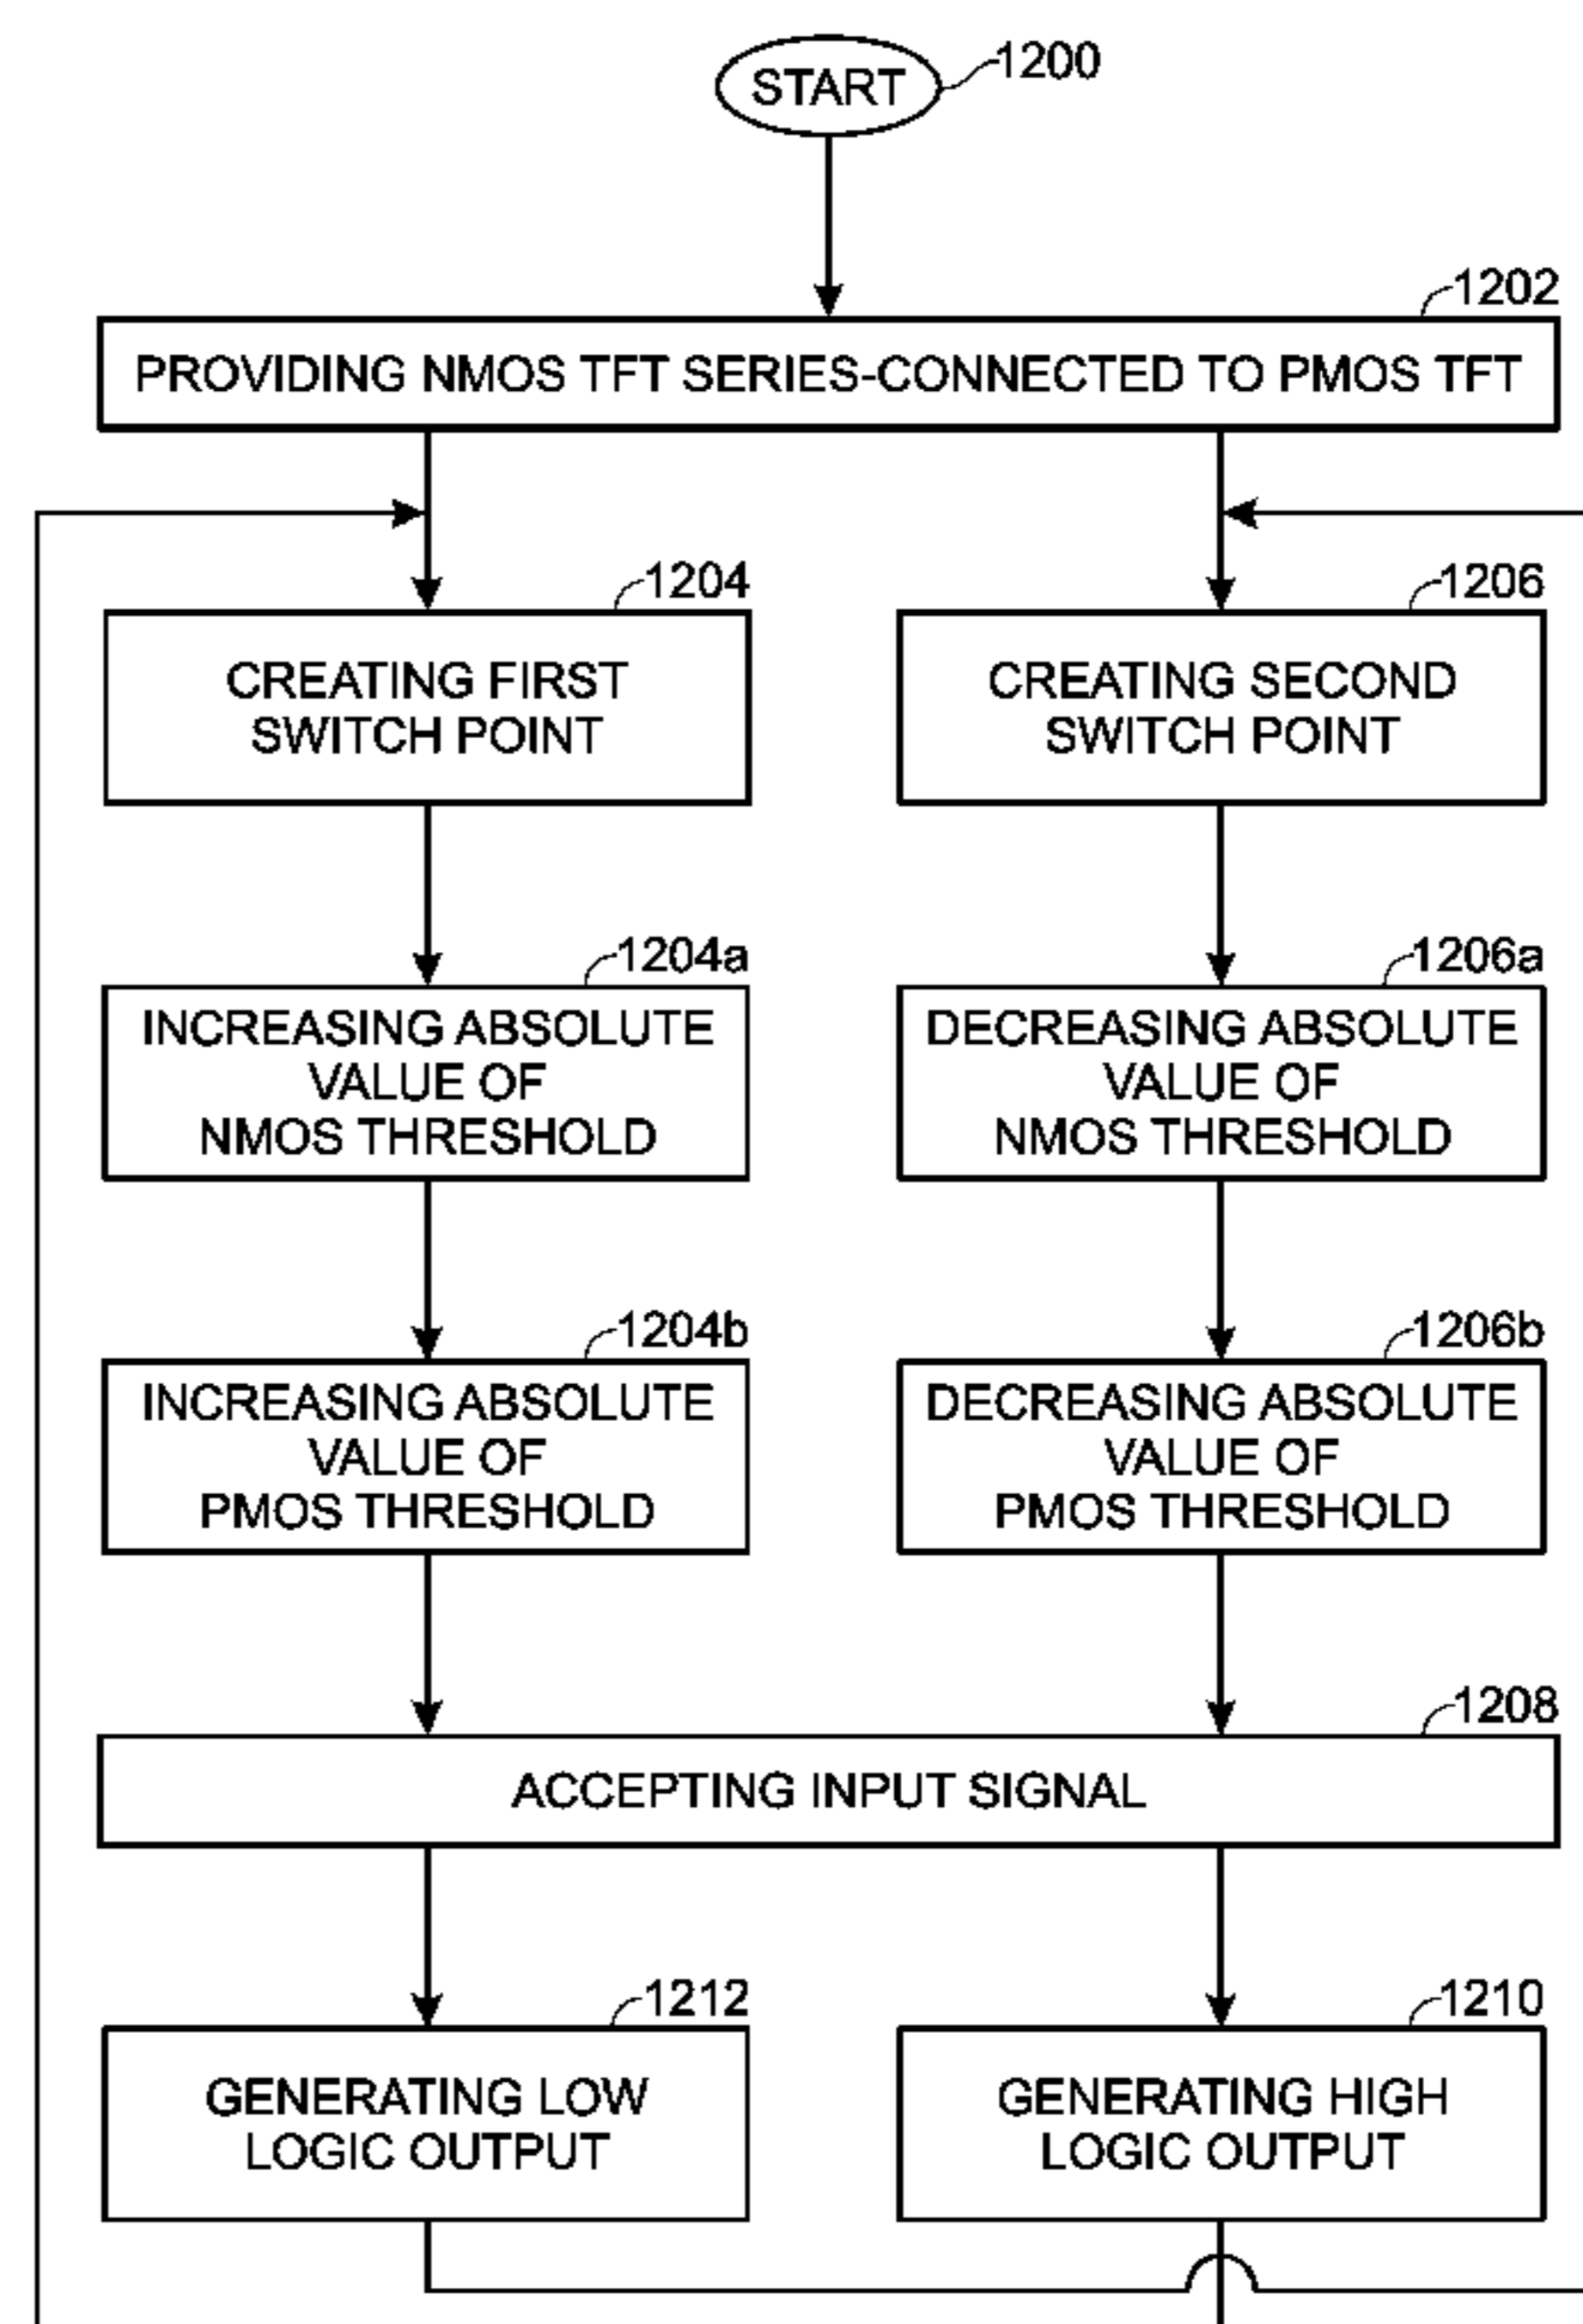 START
1200
1202
PROVIDING NMOS TFT SERIES-CONNECTED TO PMOS TFT
1204
CREATING FIRST
SWITCH POINT
1206
CREATING SECOND
SWITCH POINT
1204a
INCREASING ABSOLUTE
VALUE OF
NMOS THRESHOLD
1206a
DECREASING ABSOLUTE
VALUE OF
NMOS THRESHOLD
1204b
INCREASING ABSOLUTE
VALUE OF
PMOS THRESHOLD
1206b
DECREASING ABSOLUTE
VALUE OF
PMOS THRESHOLD
1208
ACCEPTING INPUT SIGNAL
1212
GENERATING LOW
LOGIC OUTPUT
1210
GENERATING HIGH
LOGIC OUTPUT